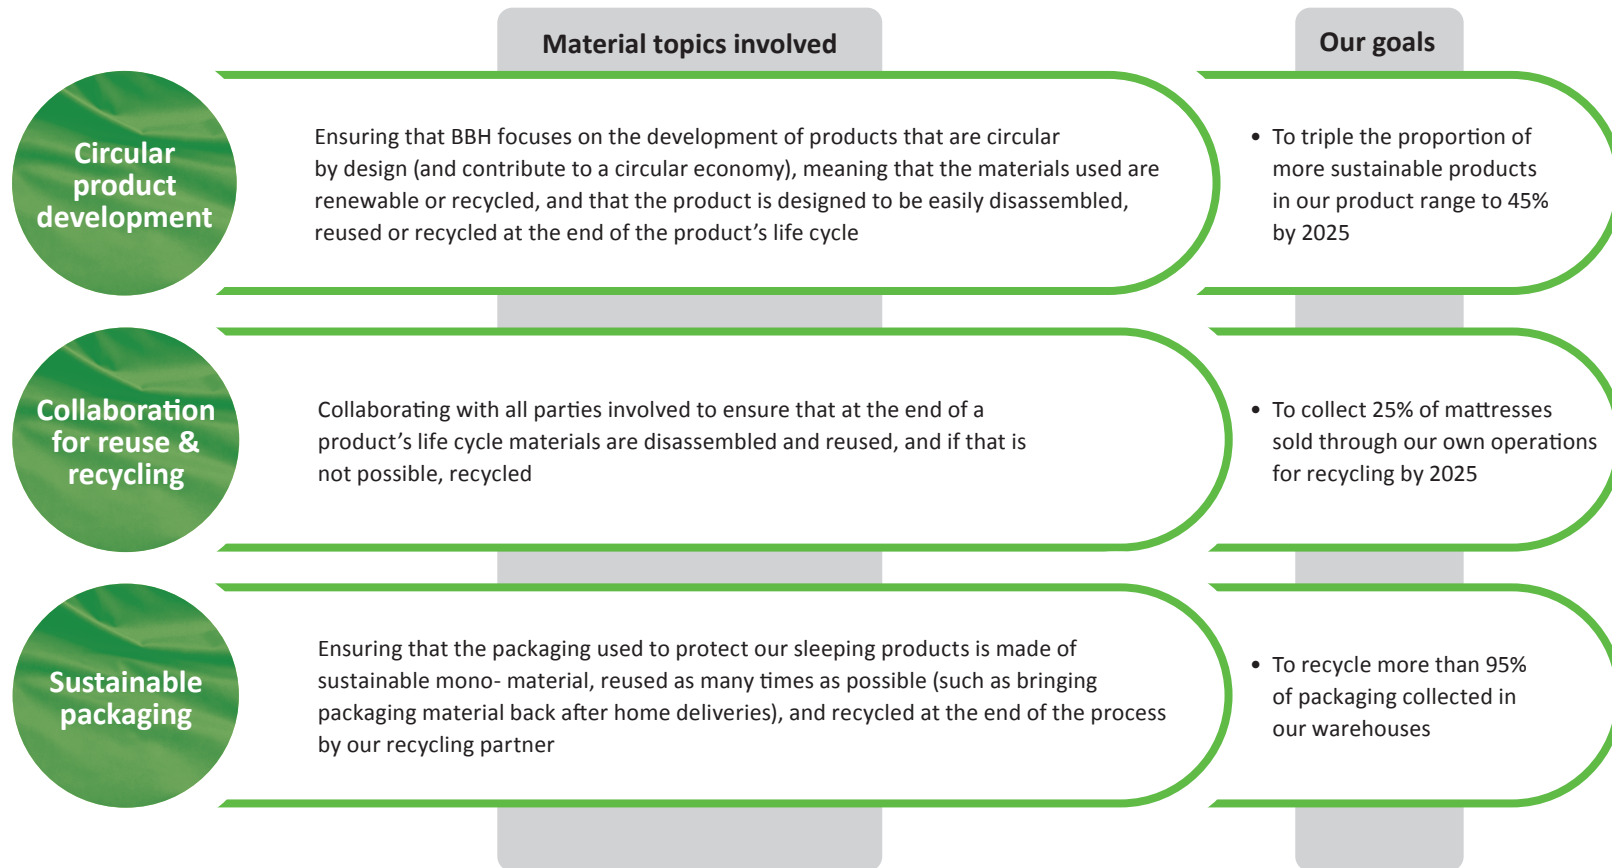 Material topics involved
Our goals
Circular
product
development
Ensuring that BBH focuses on the development of products that are circular
by design (and contribute to a circular economy), meaning that the materials used are
renewable or recycled, and that the product is designed to be easily disassembled,
reused or recycled at the end of the product’s life cycle
• To triple the proportion of
more sustainable products
in our product range to 45%
by 2025
Collaboration
for reuse &
recycling
Collaborating with all parties involved to ensure that at the end of a
product’s life cycle materials are disassembled and reused, and if that is
not possible, recycled
• To collect 25% of mattresses
sold through our own operations
for recycling by 2025
Sustainable
packaging
Ensuring that the packaging used to protect our sleeping products is made of
sustainable mono- material, reused as many times as possible (such as bringing
packaging material back after home deliveries), and recycled at the end of the process
by our recycling partner
• To recycle more than 95%
of packaging collected in
our warehouses